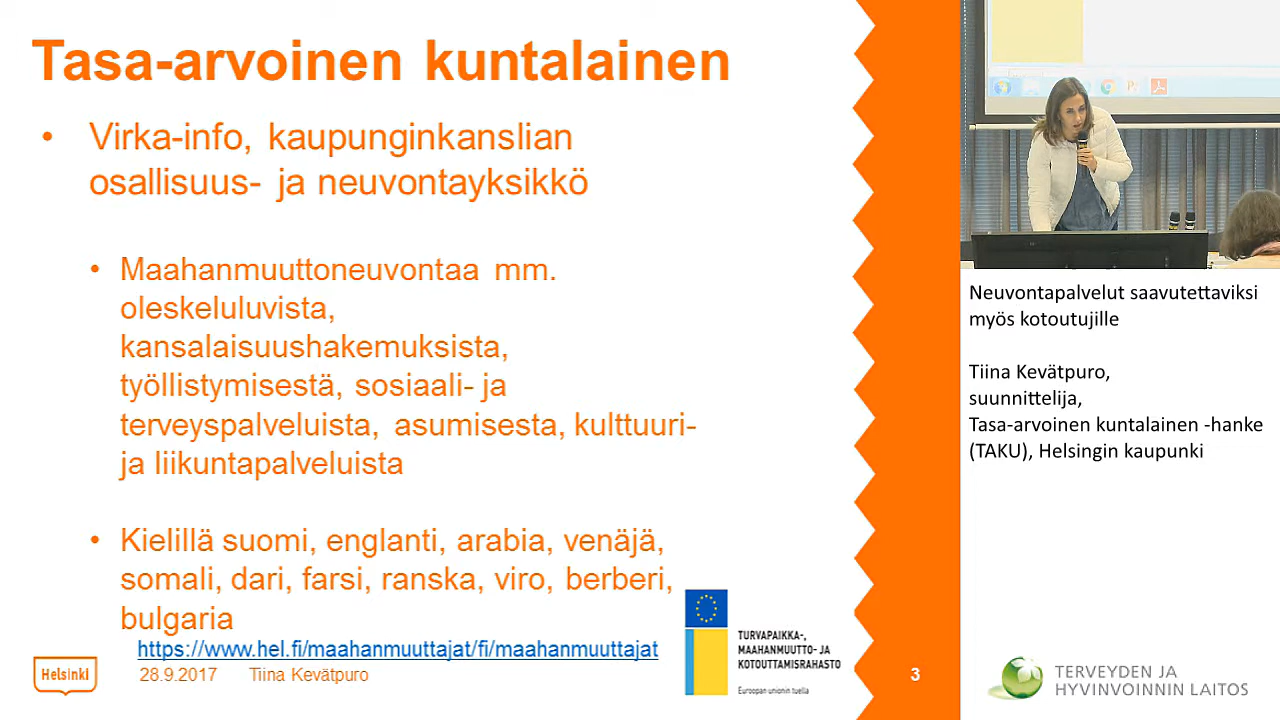 Tasa-arvoinen kuntalainen
• Virka-info, kaupunginkanslian
osallisuus- ja neuvontayksikkö
• Maahanmuuttoneuvontaa mm.
oleskeluluvista,
kansalaisuushakemuksista,
työllistymisestä, sosiaali- ja
terveyspalveluista, asumisesta, kulttuuri-
ja liikuntapalveluista
• Kielillä suomi, englanti, arabia, venäjä,
somali, dari, farsi, ranska, viro, berberi,
bulgaria
https://www.hel.fi/maahanmuuttajat/fi/maahanmuuttajat
Helsinki
28.9.2017 Tiina Kevätpuro
TURVAPAIKKA-,
MAAHANMUUTTO- JA
KOTOUTTAMISRAHASTO
Euroopan unionin tuella
3
Neuvontapalvelut saavutettaviksi
myös kotoutujille
Tiina Kevätpuro,
suunnittelija,
Tasa-arvoinen kuntalainen -hanke
(TAKU), Helsingin kaupunki
TERVEYDEN JA
HYVINVOINNIN LAITOS